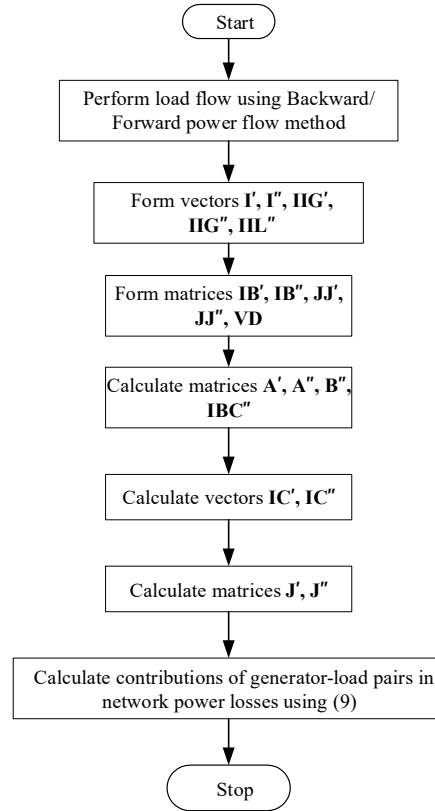 Start
Perform load flow using Backward/
Forward power flow method
Form vectors I′, I″, IIG′,
IIG″, IIL″
Form matrices IB′, IB″, JJ′,
JJ″, VD
Calculate matrices A′, A″, B″,
IBC″
Calculate vectors IC′, IC″
Calculate matrices J′, J″
Calculate contributions of generator-load pairs in
network power losses using (9)
Stop